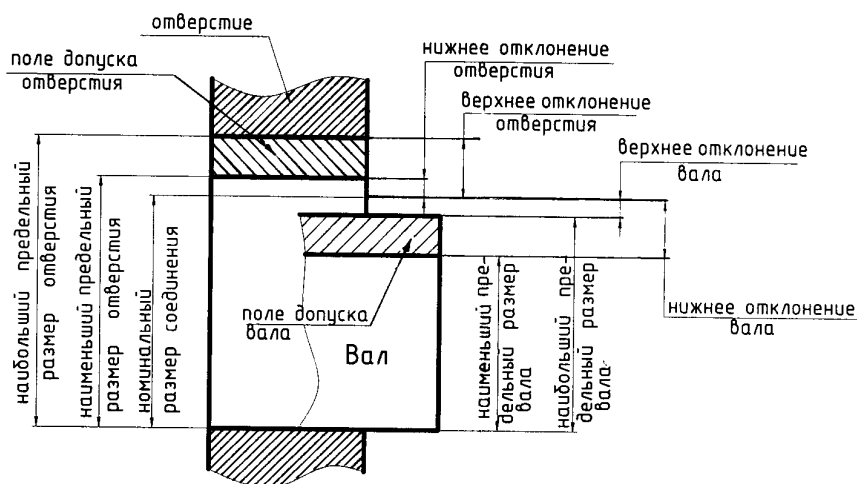 отверстие
поле допуска
отверстия
нижнее отклонение
отверстия
верхнее отклонение
отверстия
верхнее отклонение
вала
наибольший предельный
размер отверстия
наименьший предельный
размер отверстия
номинальный
размер соединения
поле допуска
вала
Вал
наименьший пре-
дельный размер
вала
наибольший пре-
дельный размер
вала
нижнее отклонение
вала